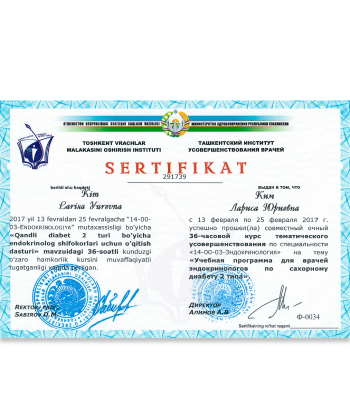 O'ZBEKISTON RESPUBLIKASI SOG'LIQNI SAQLASH VAZIRLIGI
МИНИСТЕРСТВО ЗДРАВООХРАНЕНИЯ РЕСПУБЛИКИ УЗБЕКИСТАН
TOSHKENT VRACHLAR
MALAKASINI OSHIRISH INSTITUTI
ТАШКЕНТСКИЙ ИНСТИТУТ
УСОВЕРШЕНСТВОВАНИЯ ВРАЧЕЙ
SERTIFIKAT
291739
berildi shu haqdaki
Kim
Larisa Yurevna
2017 yil 13 fevraldan 25 fevralgacha "14-00-
03-Endokrinologiya" mutaxassisligi bo'yicha
«Qandli diabet 2 turi bo'yicha
endokrinolog shifokorlari uchun o'qitish
dasturi» mavzuidagi 36-soatli kunduzgi
o'zaro hamkorlik kursini muvaffaqiyatli
tugatganligi
Rektor
Sabirov D.M.
ВЫДАН В ТОМ, ЧТО
Ким
Лариса Юрьевна
с 13 февраля по 25 февраля 2017 г.
успешно прошел(ла) совместный очный
36-часовой курс тематического
усовершенствования по специальности
«14-00-03-Эндокринология» на тему
«Учебная программа для врачей
эндокринологов по сахарному
диабету 2 типа».
Директор
Алимов А.В
Ф-0034
Sertifikatning ro'hat raqami